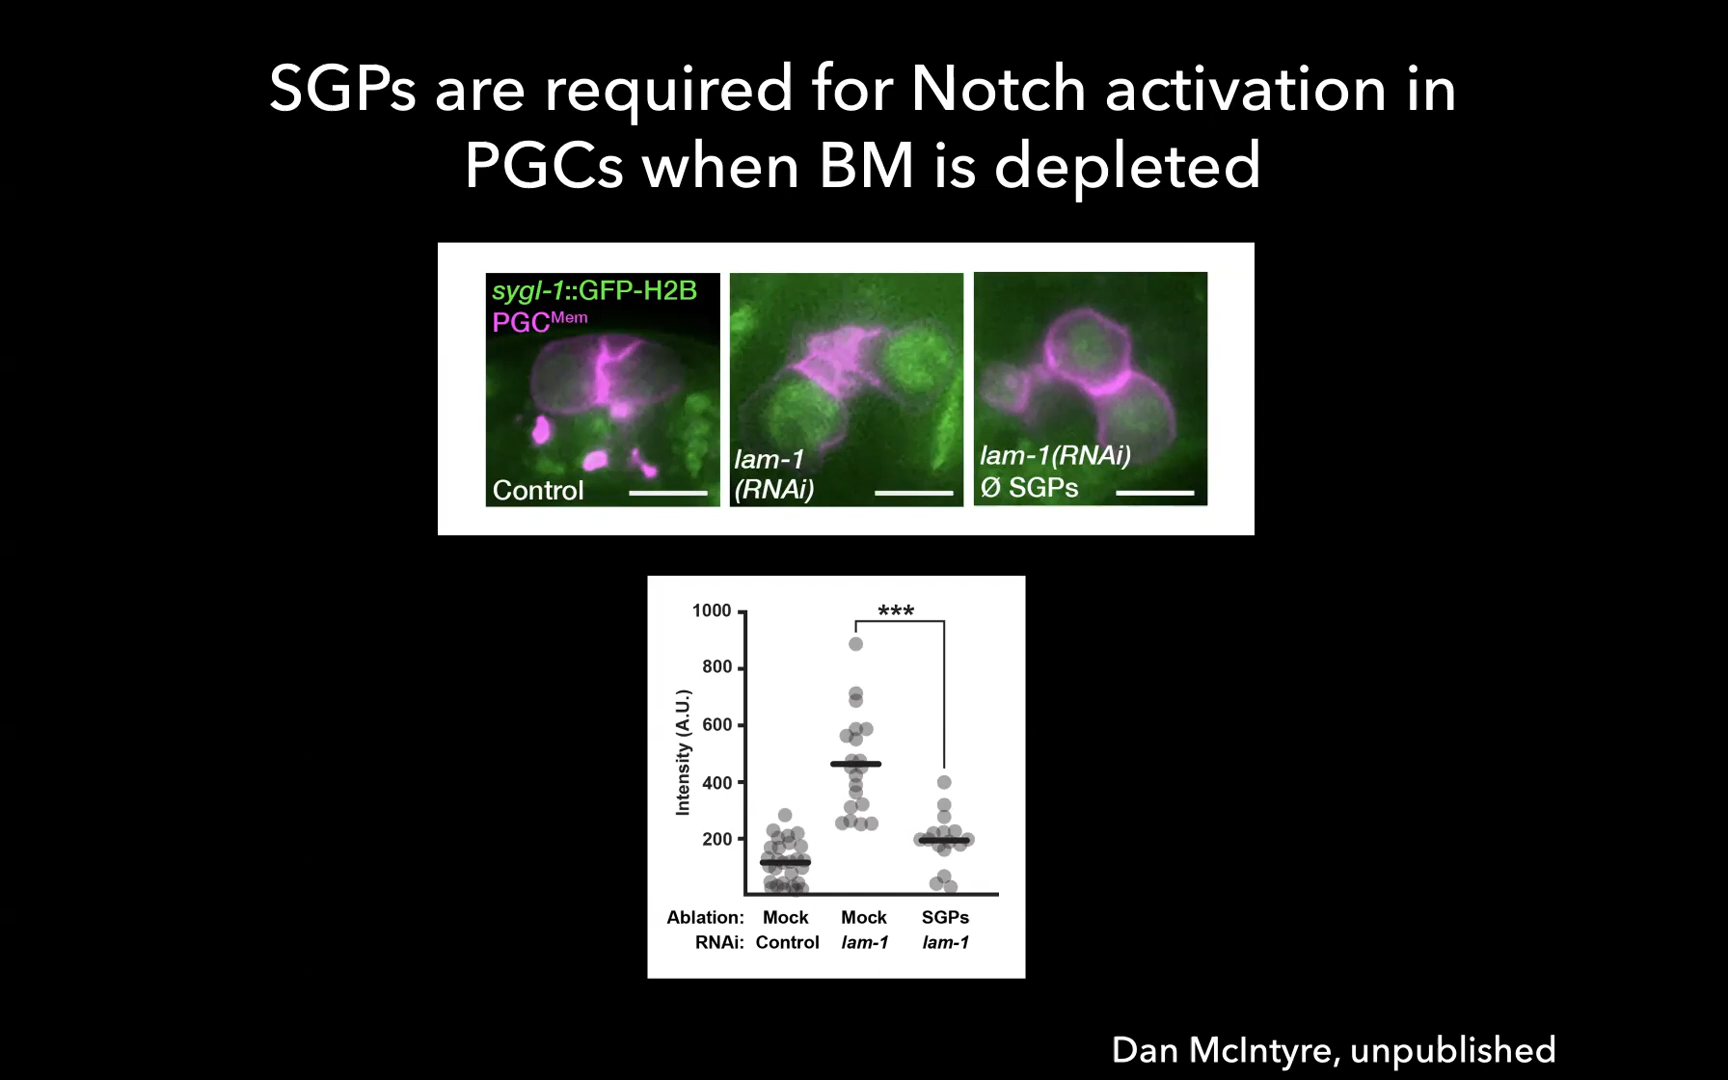 SGPs are required for Notch activation in
PGCs when BM is depleted
sygl-1::GFP-H2B
PGCMem
Control
lam-1
(RNAi)
lam-1(RNAi)
Ø SGPs
***
1000
800
600
400
200
Intensity (A.U.)
Ablation: Mock Mock SGPs
RNAi: Control lam-1 lam-1
Dan McIntyre, unpublished